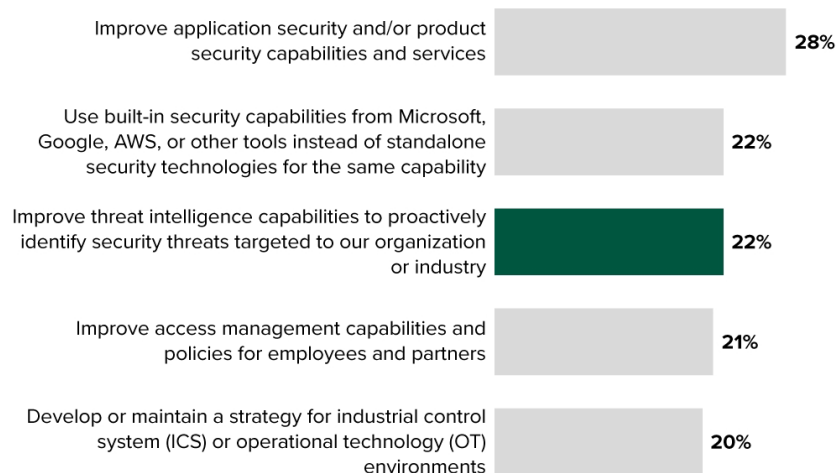 Improve application security and/or product
security capabilities and services
28%
Use built-in security capabilities from Microsoft,
Google, AWS, or other tools instead of standalone
security technologies for the same capability
22%
Improve threat intelligence capabilities to proactively
identify security threats targeted to our organization
or industry
22%
Improve access management capabilities and
policies for employees and partners
21%
Develop or maintain a strategy for industrial control
system (ICS) or operational technology (OT)
environments
20%